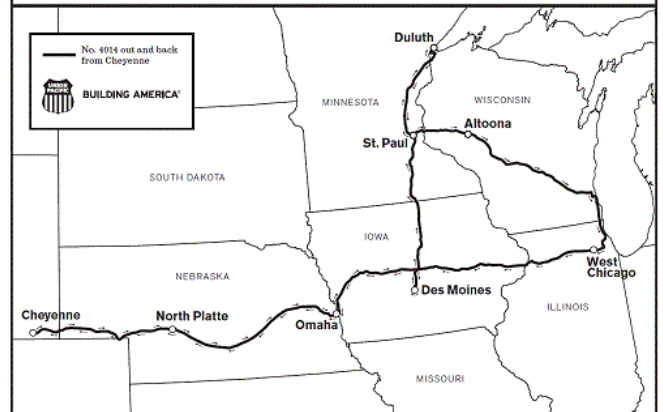 No. 4014 out and back
from Cheyenne
UNION
PACIFIC
BUILDING AMERICA®
Duluth
MINNESOTA
WISCONSIN
Altoona
St. Paul
SOUTH DAKOTA
IOWA
West
Chicago
NEBRASKA
Des Moines
ILLINOIS
Cheyenne
North Platte
Omaha
MISSOURI